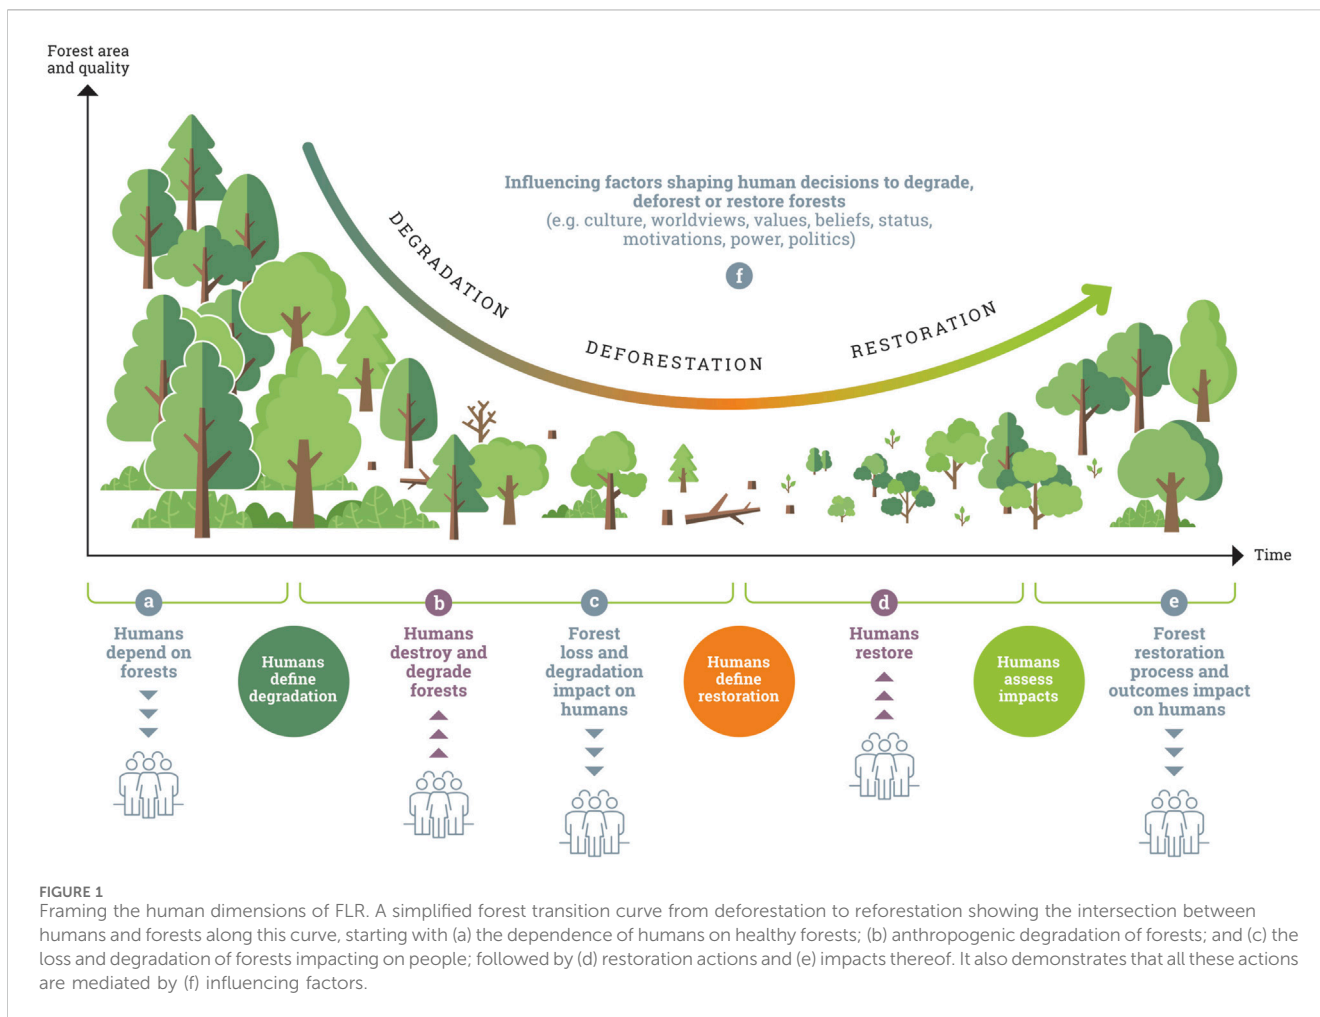 Forest area
and quality
Influencing factors shaping human decisions to degrade,
deforest or restore forests
(e.g. culture, worldviews, values, beliefs, status,
motivations, power, politics)
f
DEGRADATION
DEFORESTATION
RESTORATION
Time
a
Humans
depend on
forests
Humans
define
degradation
b
Humans
destroy and
degrade
forests
c
Forest
loss and
degradation
impact on
humans
Humans
define
restoration
d
Humans
restore
Humans
assess
impacts
e
Forest
restoration
process and
outcomes impact
on humans
FIGURE 1
Framing the human dimensions of FLR. A simplified forest transition curve from deforestation to reforestation showing the intersection between
humans and forests along this curve, starting with (a) the dependence of humans on healthy forests; (b) anthropogenic degradation of forests; and (c) the
loss and degradation of forests impacting on people; followed by (d) restoration actions and (e) impacts thereof. It also demonstrates that all these actions
are mediated by (f) influencing factors.